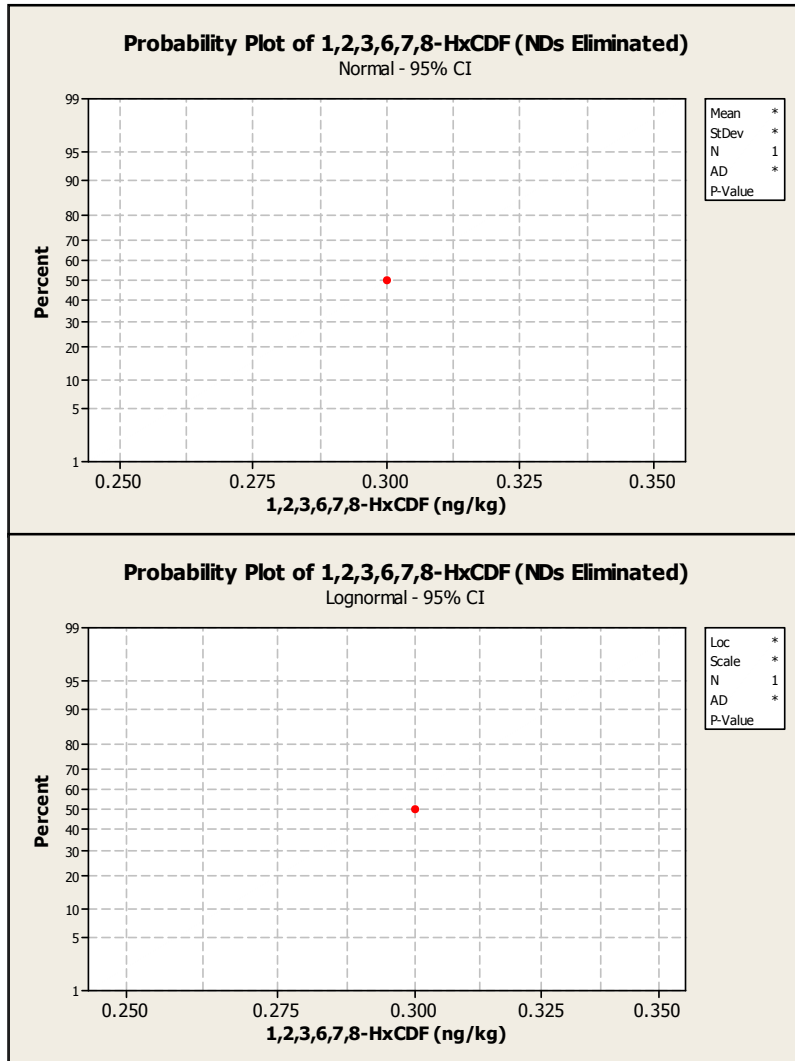 Probability Plot of 1,2,3,6,7,8-HxCDF (NDs Eliminated)
Normal - 95% CI
99
95
90
80
70
60
50
40
30
20
10
5
1
Percent
0.250 0.275 0.300 0.325 0.350
1,2,3,6,7,8-HxCDF (ng/kg)
Mean *
StDev *
N 1
AD *
P-Value
Probability Plot of 1,2,3,6,7,8-HxCDF (NDs Eliminated)
Lognormal - 95% CI
99
95
90
80
70
60
50
40
30
20
10
5
1
Percent
0.250 0.275 0.300 0.325 0.350
1,2,3,6,7,8-HxCDF (ng/kg)
Loc *
Scale *
N 1
AD *
P-Value